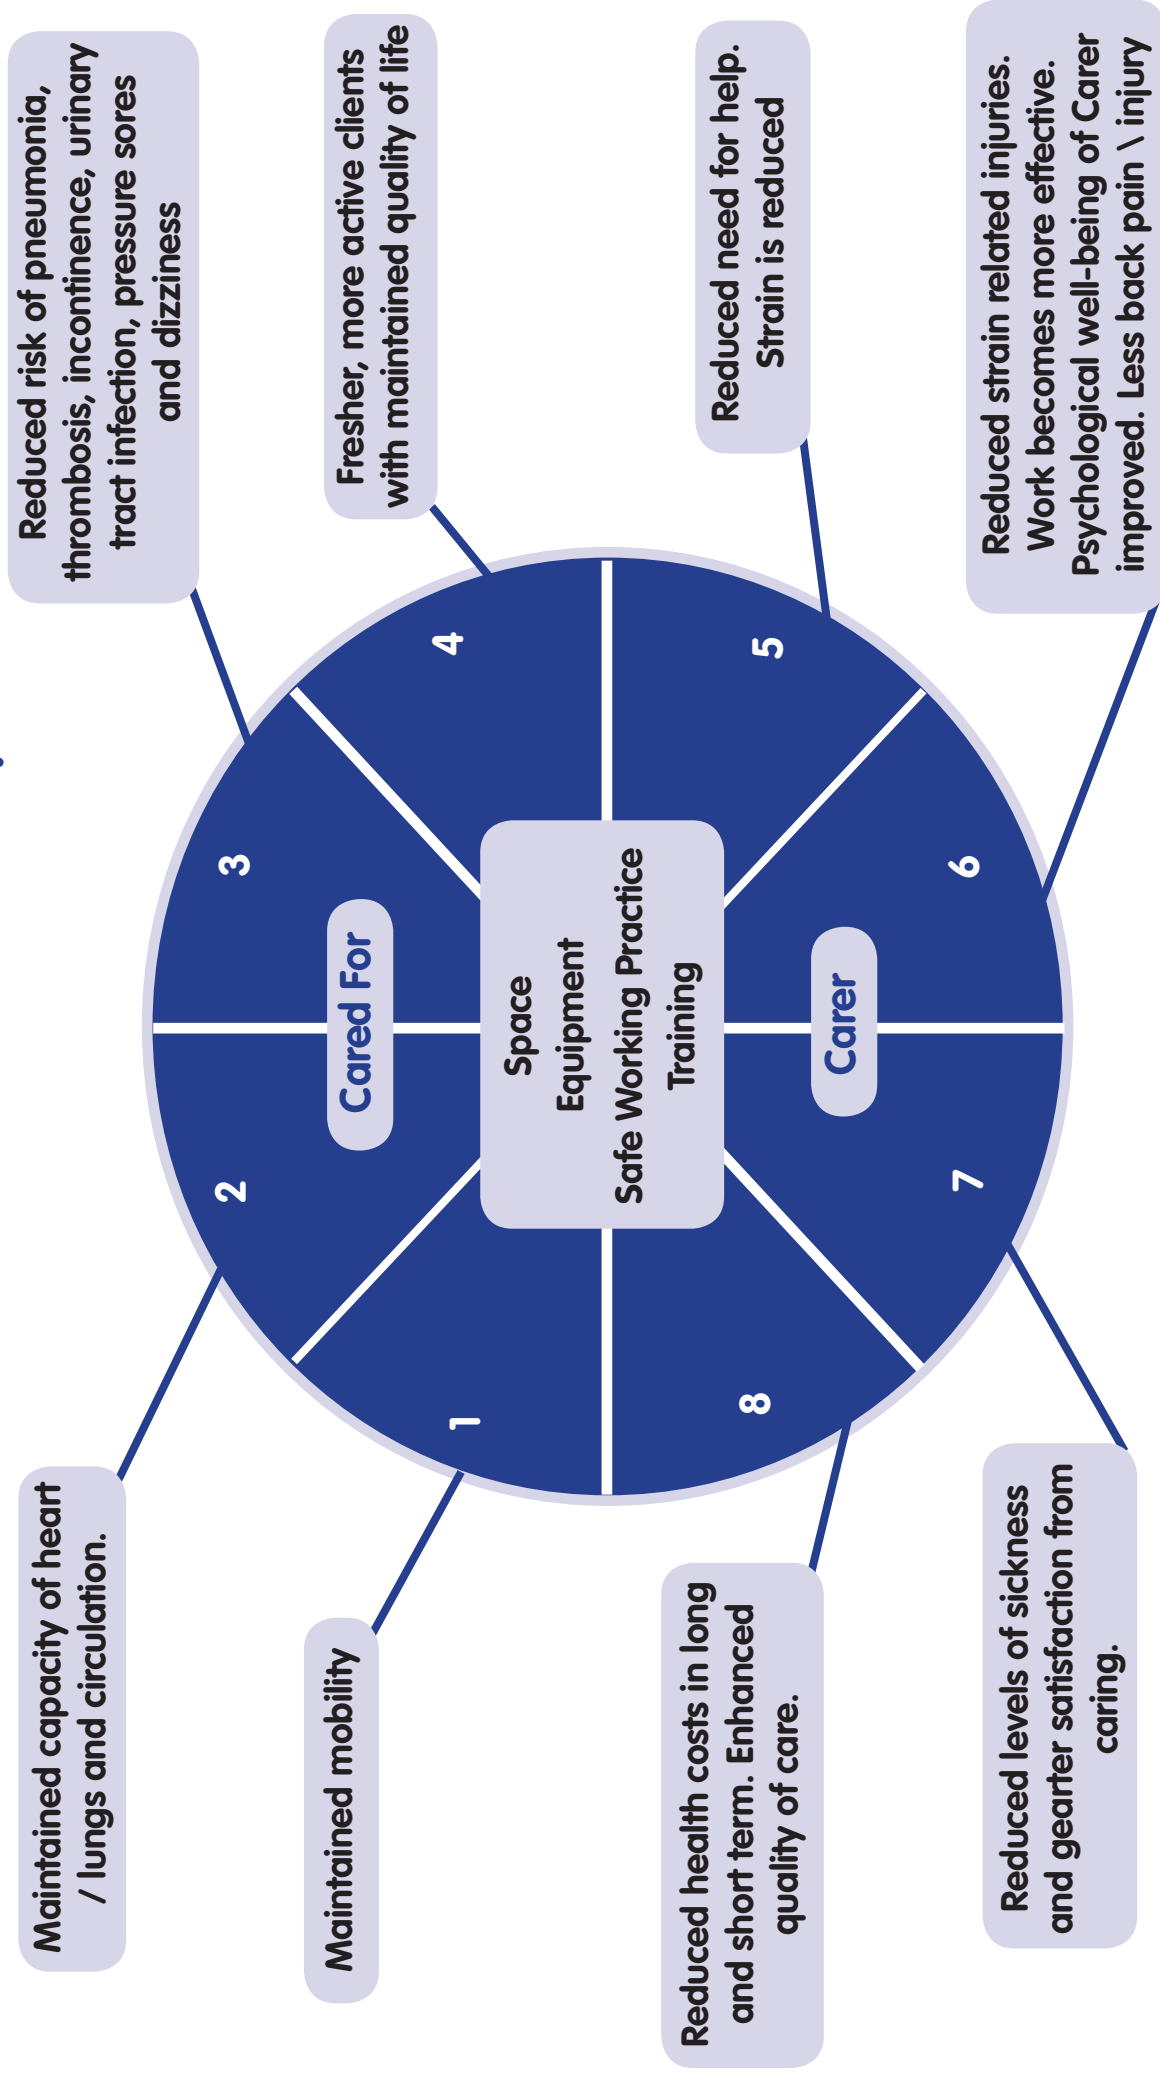 Maintained capacity of heart
/ lungs and circulation.
Reduced risk of pneumonia,
thrombosis, incontinence, urinary
tract infection, pressure sores
and dizziness
Maintained mobility
Fresher, more active clients
with maintained quality of life
2
3
1
4
Cared For
Space
Equipment
Safe Working Practice
Training
Carer
8
5
7
6
Reduced health costs in long
and short term. Enhanced
quality of care.
Reduced need for help.
Strain is reduced
Reduced levels of sickness
and gearter satisfaction from
caring.
Reduced strain related injuries.
Work becomes more effective.
Psychological well-being of Carer
improved. Less back pain \ injury